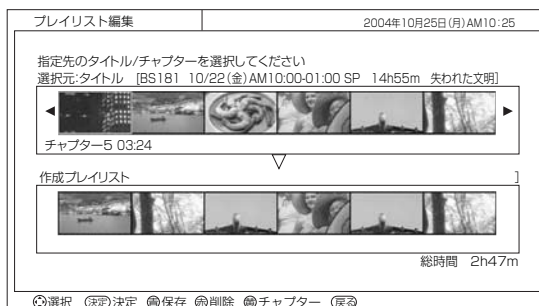 プレイリスト編集
2004年10月25日(月)AM10:25
指定先のタイトル/チャプターを選択してください
選択元:タイトル [BS181 10/22(金)AM10:00-01:00 SP 14h55m 失われた文明]
チャプター5 03:24
作成プレイリスト ]
総時間 2h47m
選択 決定 決定 保存 削除 チャプター 戻る